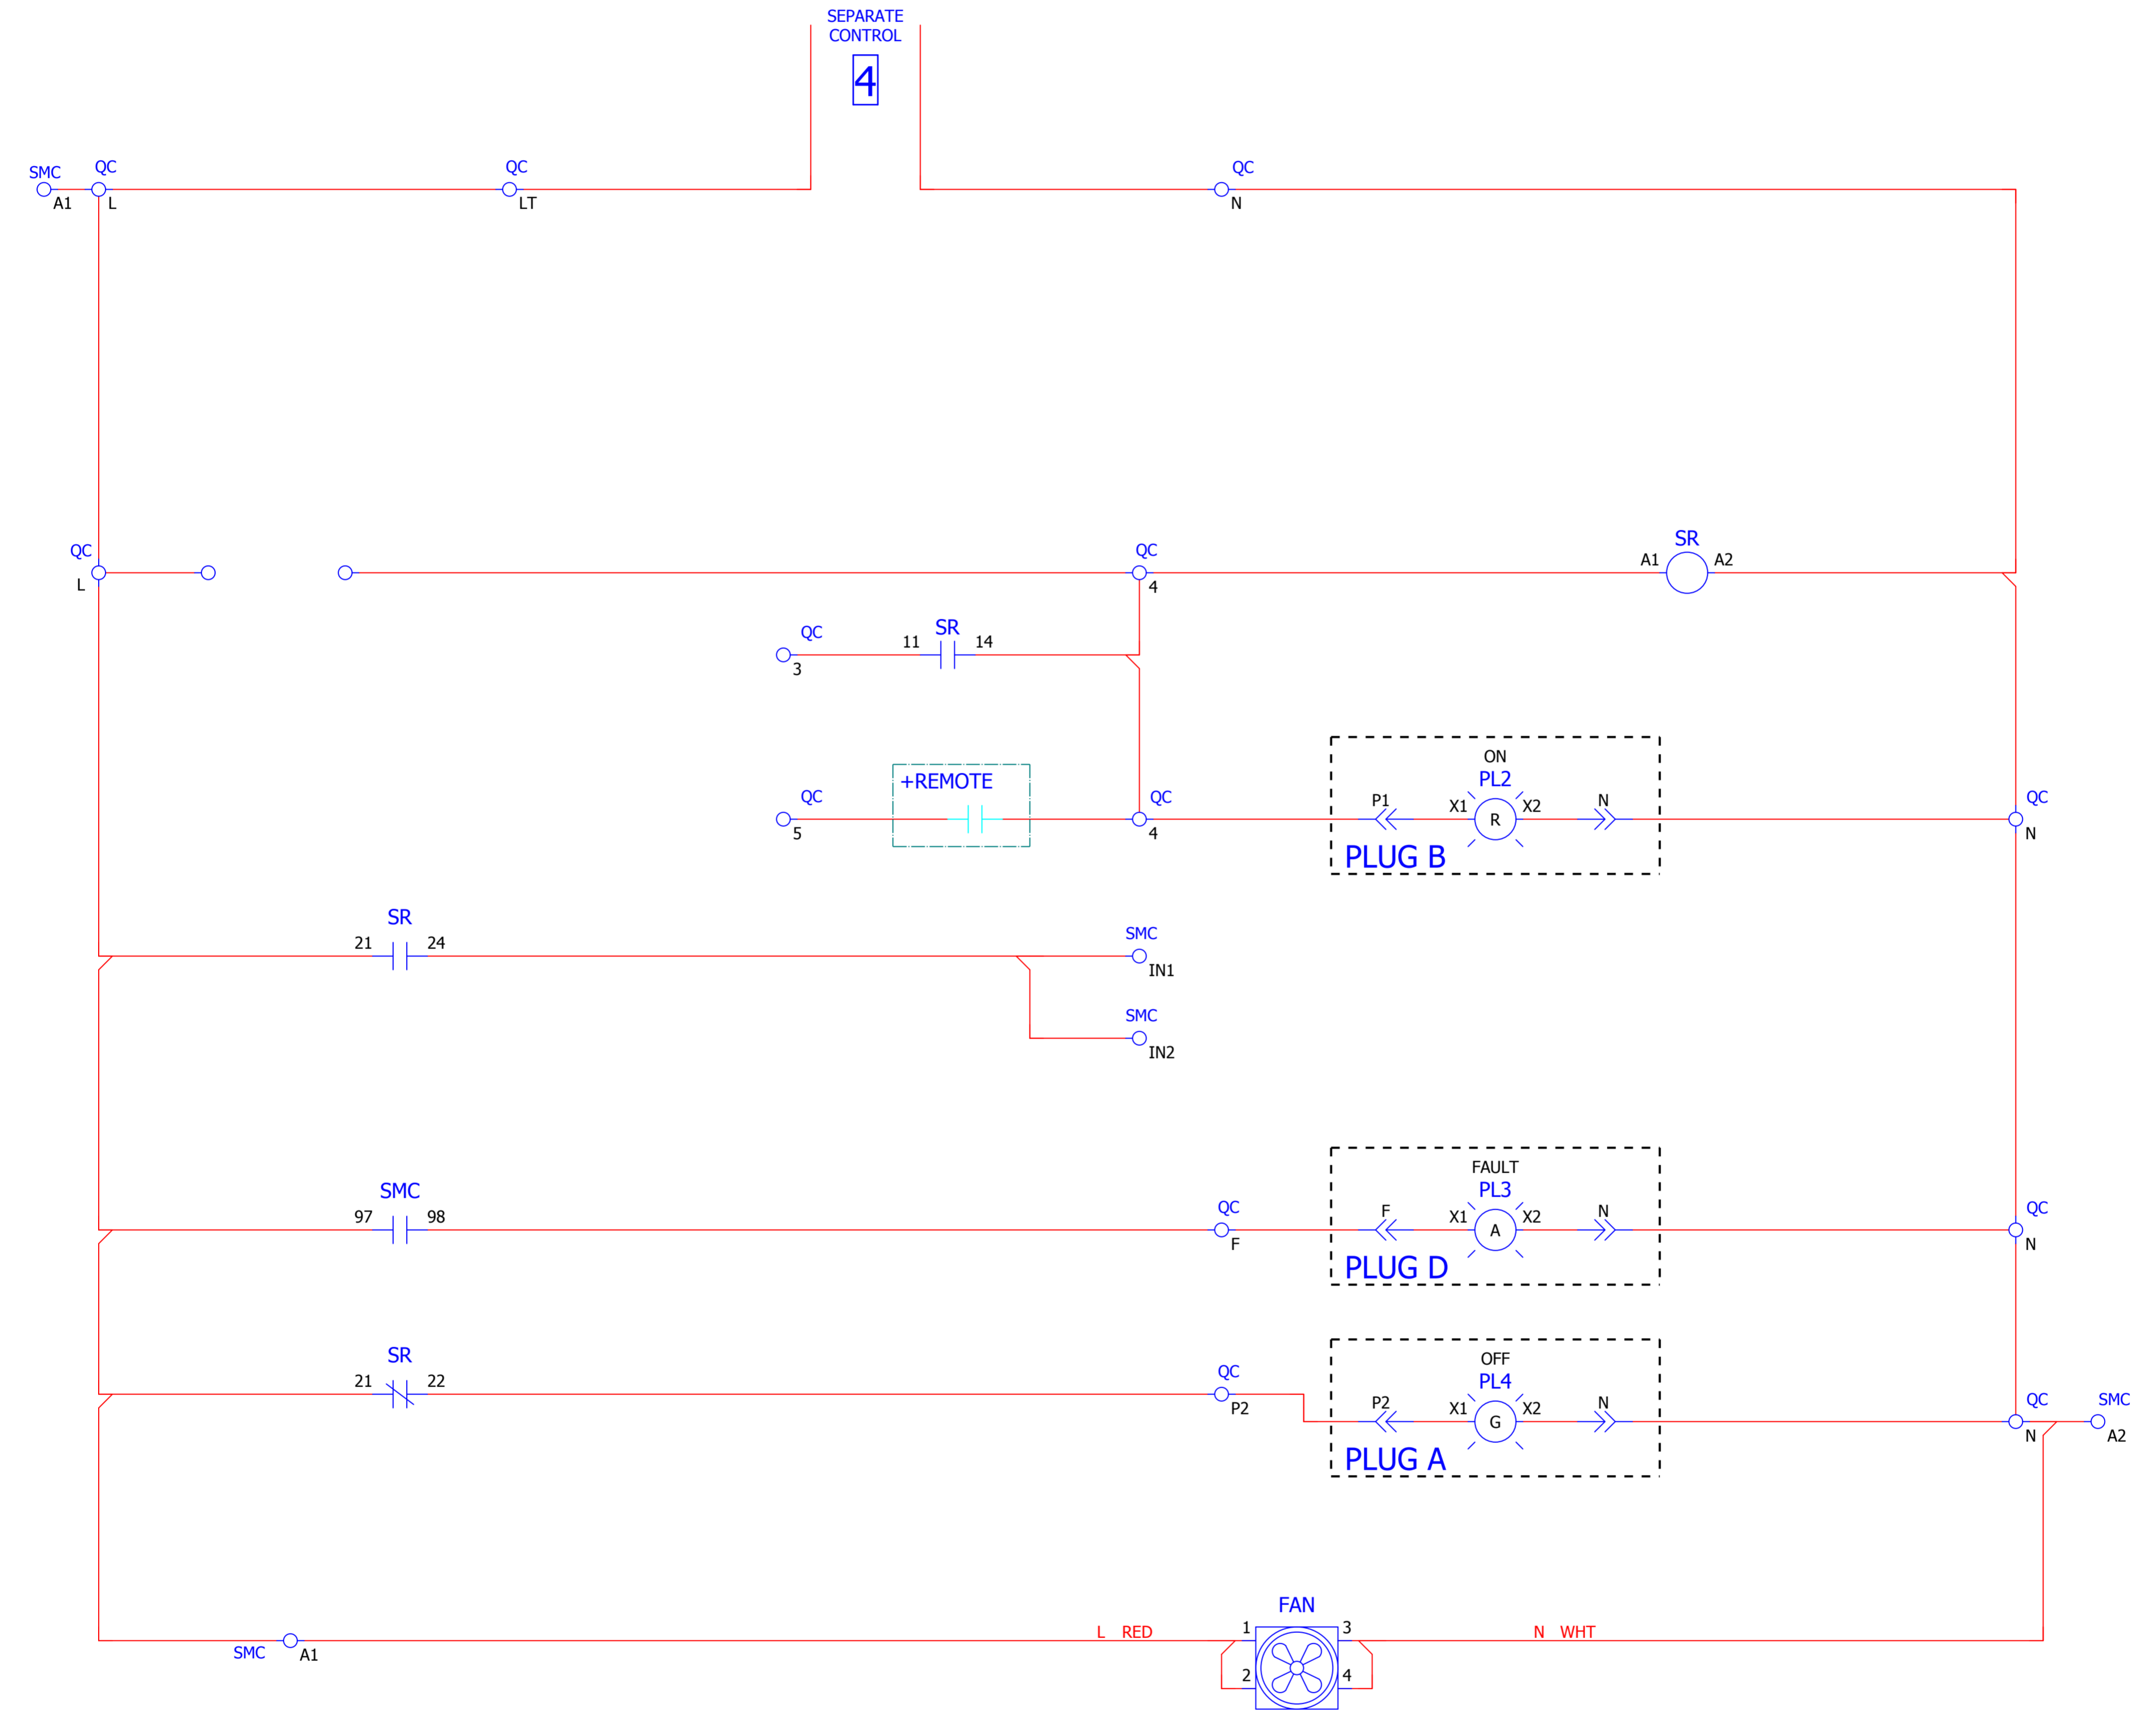 SEPARATE
CONTROL
4
SMC
QC
QC
QC
A1
L
LT
N
QC
L
QC
4
SR
A1
A2
QC
3
SR
11
14
QC
5
+REMOTE
QC
4
ON
PL2
P1
X1
R
X2
N
PLUG B
QC
N
SR
21
24
SMC
IN1
SMC
IN2
SMC
97
98
QC
F
FAULT
PL3
F
X1
A
X2
N
PLUG D
QC
N
SR
21
22
QC
P2
OFF
PL4
P2
X1
G
X2
N
PLUG A
QC
N
SMC
A2
SMC
A1
L RED
FAN
1
2
3
4
N WHT